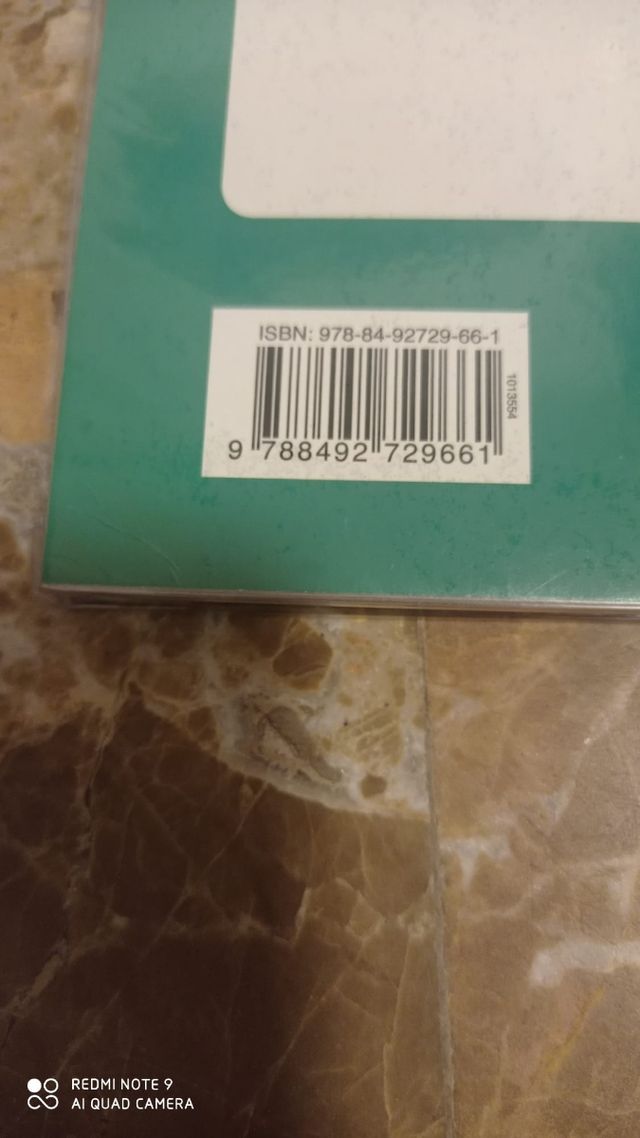 ISBN: 978-84-92729-66-1
1013554
9 788492 729661
REDMI NOTE 9
AI QUAD CAMERA